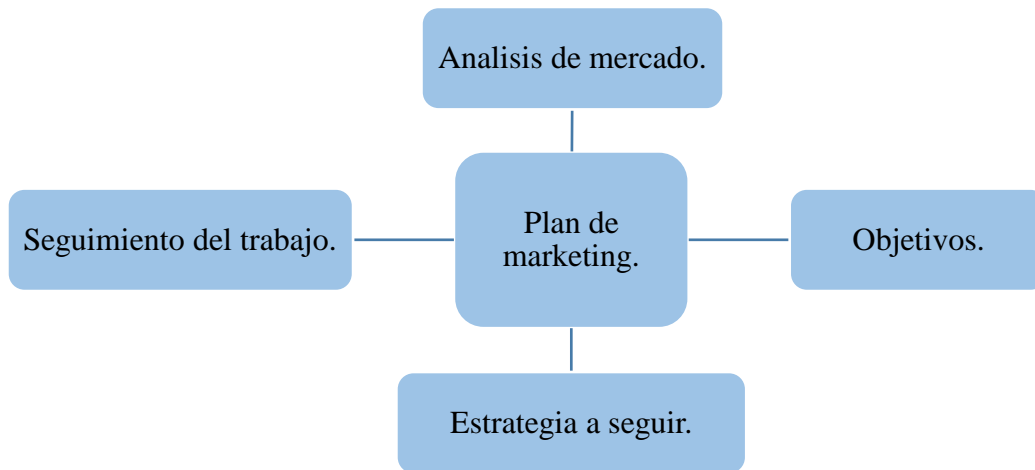 Analisis de mercado.
Seguimiento del trabajo.
Plan de
marketing.
Objetivos.
Estrategia a seguir.